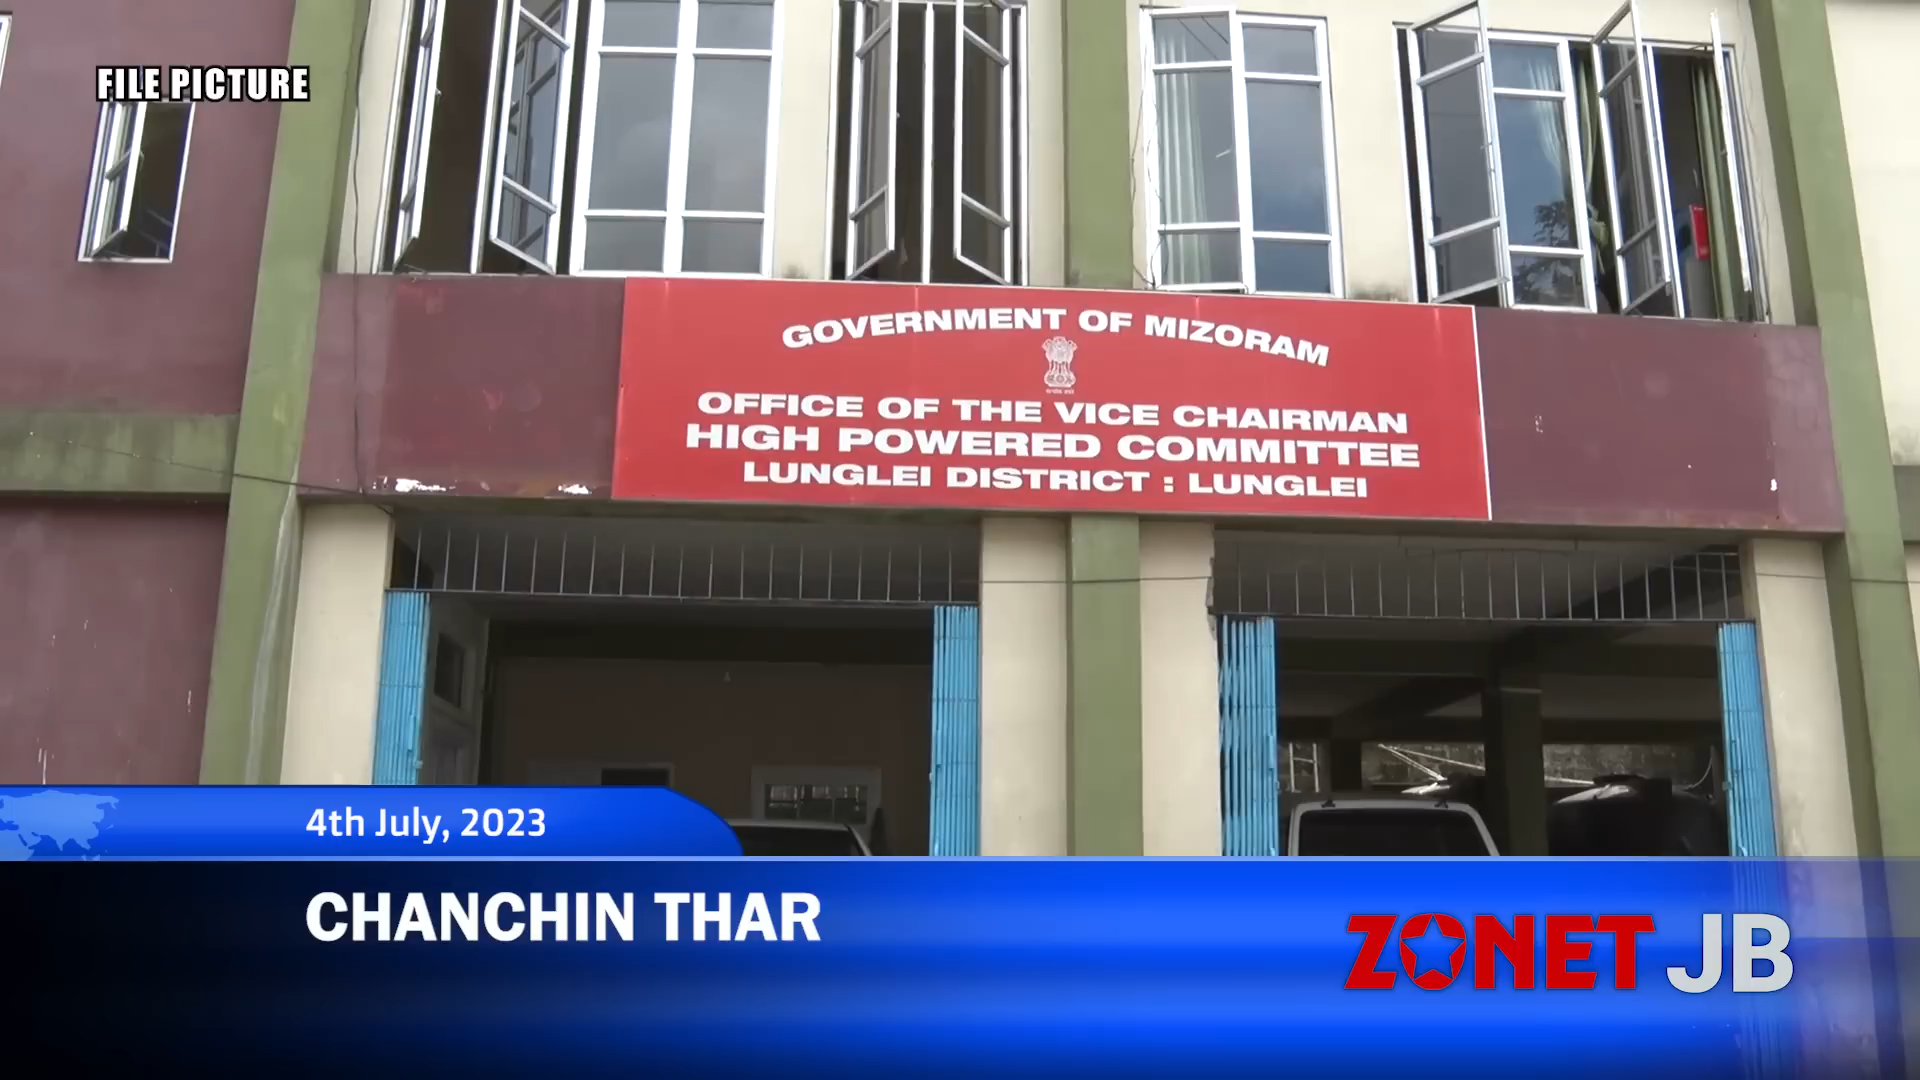 FILE PICTURE
GOVERNMENT OF MIZORAM
OFFICE OF THE VICE CHAIRMAN
HIGH POWERED COMMITTEE
LUNGLEI DISTRICT : LUNGLEI
4th July, 2023
CHANCHIN THAR
ZONET JB